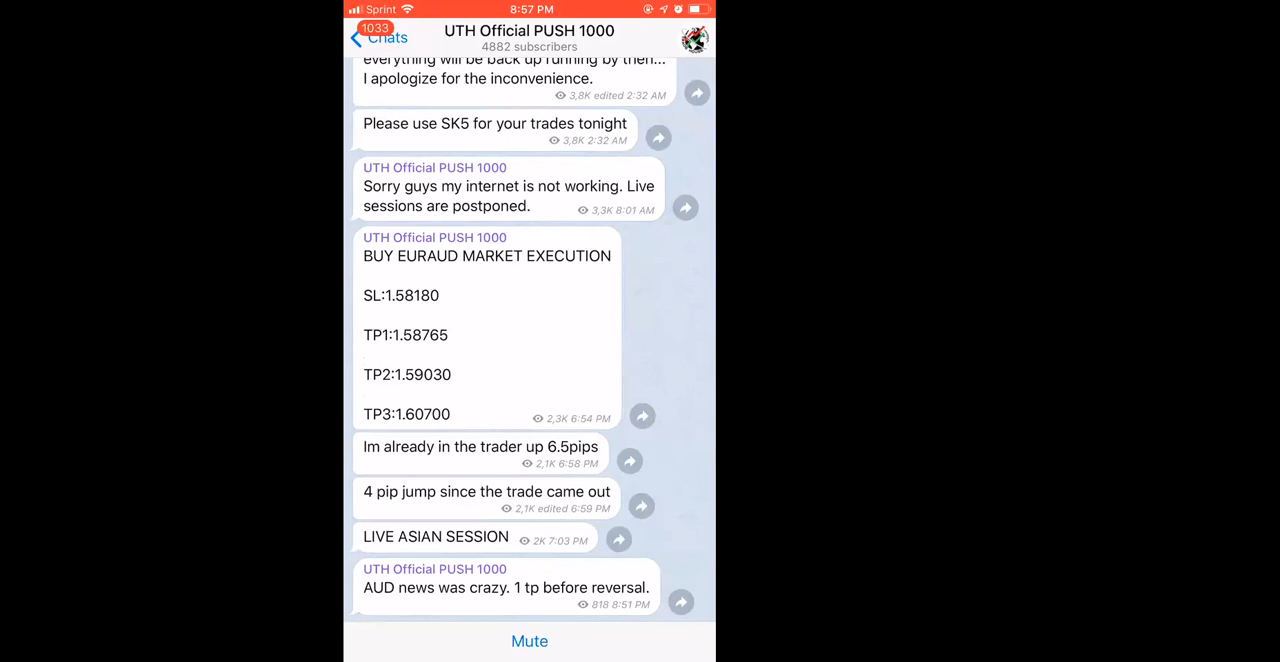 Sprint
8:57 PM
1033
Chats
UTH Official PUSH 1000
4882 subscribers
everything will be back up running by then...
I apologize for the inconvenience.
3,8K edited 2:32 AM
Please use SK5 for your trades tonight
3,8K 2:32 AM
UTH Official PUSH 1000
Sorry guys my internet is not working. Live
sessions are postponed.
3,3K 8:01 AM
UTH Official PUSH 1000
BUY EURAUD MARKET EXECUTION
SL:1.58180
TP1:1.58765
TP2:1.59030
TP3:1.60700
2,3K 6:54 PM
Im already in the trader up 6.5pips
2,1K 6:58 PM
4 pip jump since the trade came out
2,1K edited 6:59 PM
LIVE ASIAN SESSION
2K 7:03 PM
UTH Official PUSH 1000
AUD news was crazy. 1 tp before reversal.
818 8:51 PM
Mute